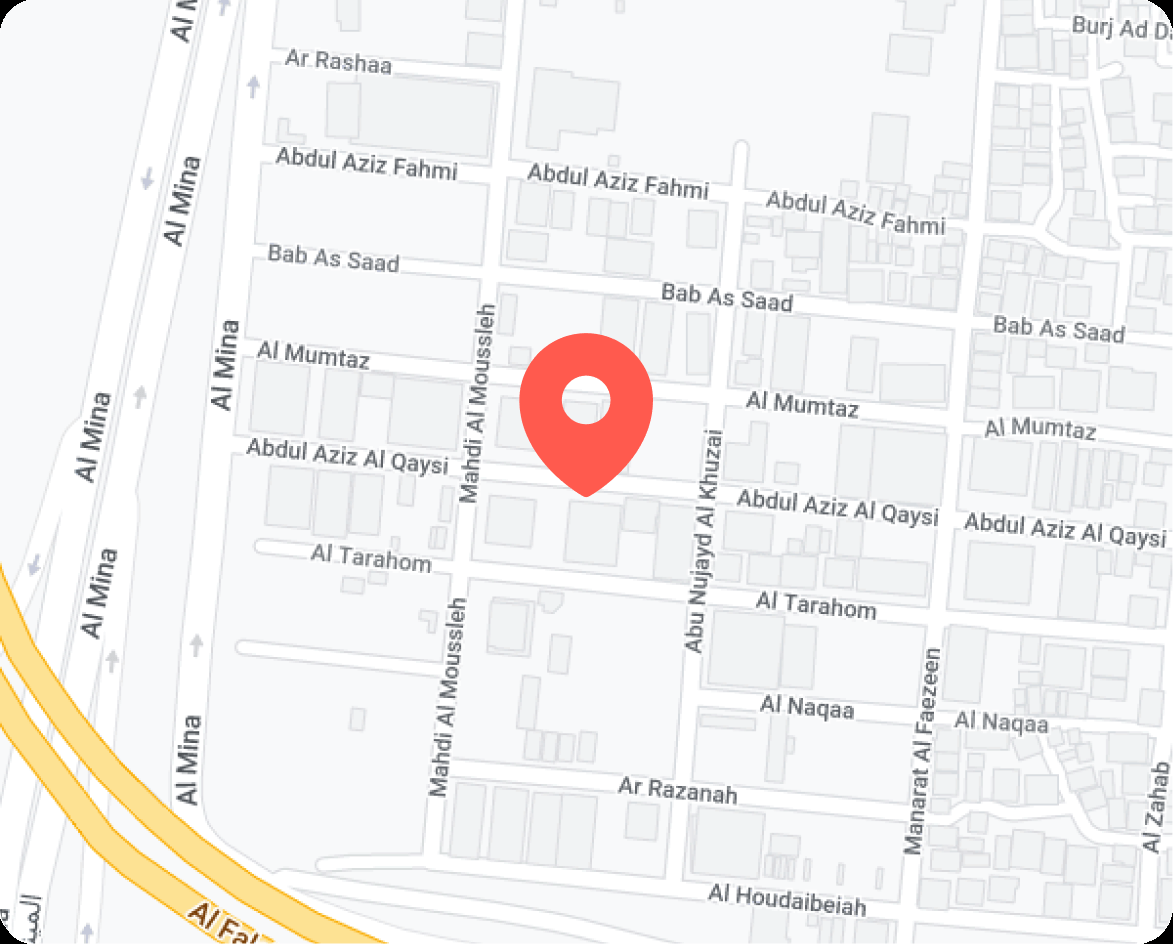 Al M
Burj Ad Da
Ar Rashaa
Abdul Aziz Fahmi
Abdul Aziz Fahmi
Abdul Aziz Fahmi
Al Mina
Bab As Saad
Bab As Saad
Bab As Saad
Al Mina
Al Mumtaz
Mahdi Al Moussleh
Al Mumtaz
Al Mumtaz
Al Mina
Abdul Aziz Al Qaysi
Abu Nujayd Al Khuzai
Abdul Aziz Al Qaysi
Abdul Aziz Al Qaysi
Al Tarahom
Al Mina
Al Tarahom
Mahdi Al Moussleh
Manarat Al Faezeen
Al Naqaa
Al Naqaa
Al Mina
Ar Razanah
Al Zahab
Al Houdaibeiah
Al Fal
المين